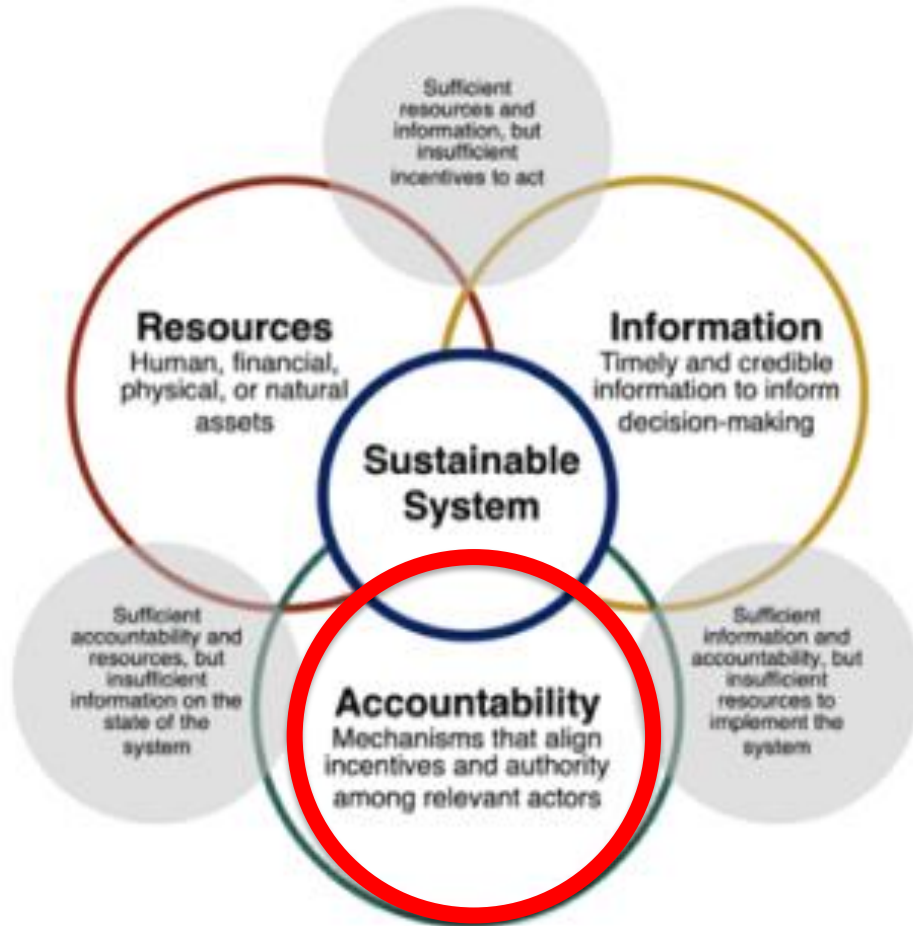 Sufficient
resources and
information, but
insufficient
incentives to act
Resources
Human, financial,
physical, or natural
assets
Information
Timely and credible
information to inform
decision-making
Sustainable
System
Sufficient
accountability and
resources, but
insufficient
information on the
state of the
system
Accountability
Mechanisms that align
incentives and authority
among relevant actors
Sufficient
information and
accountability, but
insufficient
resources to
implement the
system